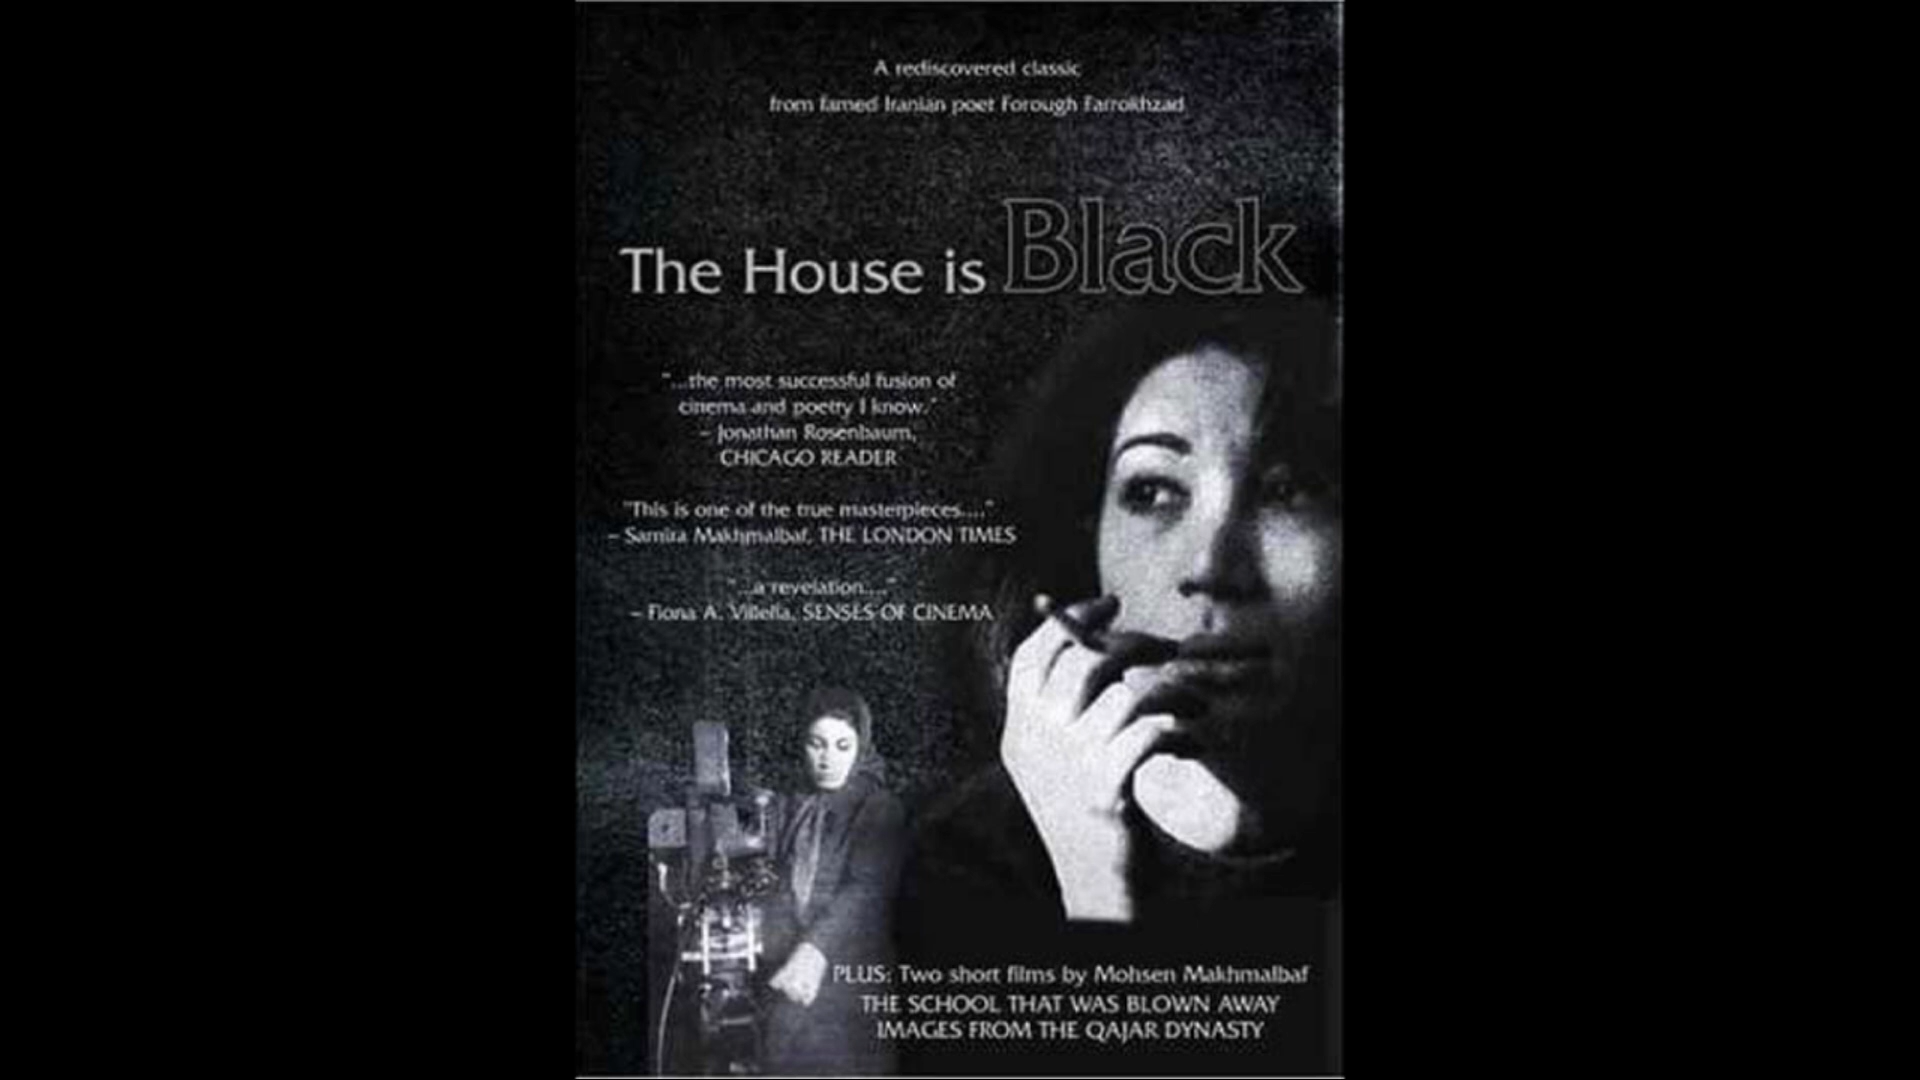 A rediscovered classic
from famed Iranian poet Forough Farrokhzad
The House is Black
"...the most successful fusion of
cinema and poetry I know."
– Jonathan Rosenbaum,
CHICAGO READER
"This is one of the true masterpieces...."
– Samira Makhmalbaf, THE LONDON TIMES
"...a revelation...."
– Fiona A. Villella, SENSES OF CINEMA
PLUS: Two short films by Mohsen Makhmalbaf
THE SCHOOL THAT WAS BLOWN AWAY
IMAGES FROM THE QAJAR DYNASTY